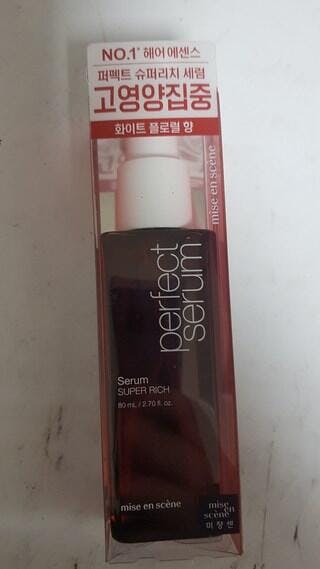 NO.1* 헤어 에센스
퍼펙트 슈퍼리치 세럼
고영양집중
화이트 플로럴 향
mise en scène
perfect
serum
Serum
SUPER RICH
80 mL / 2.70 fl. oz.
mise en scène
mise
en
scène
미쟝센